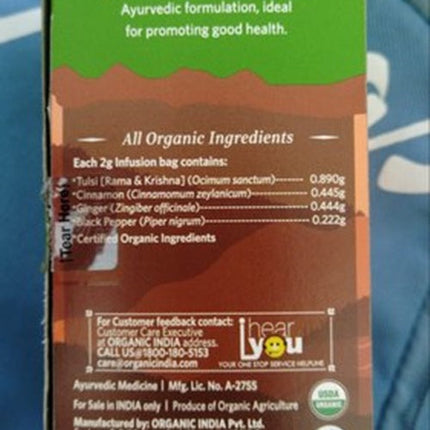 Ayurvedic formulation, ideal
for promoting good health.
All Organic Ingredients
Each 2g Infusion bag contains:
*Tulsi [Rama & Krishna] (Ocimum sanctum)------- 0.890g
*Cinnamon (Cinnamomum zeylanicum)------------ 0.445g
*Ginger (Zingiber officinale)------------------------ 0.444g
*Black Pepper (Piper nigrum)----------------------- 0.222g
*Certified Organic Ingredients
[Tear Here]
For Customer feedback contact:
Customer Care Executive
at ORGANIC INDIA address.
CALL US@1800-180-5153
care@organicindia.com
i hear you
YOUR ONE STOP SERVICE HELPLINE
Ayurvedic Medicine | Mfg. Lic. No. A-2755
For Sale in INDIA only | Produce of Organic Agriculture
Manufactured by: ORGANIC INDIA Pvt. Ltd.
USDA
ORGANIC